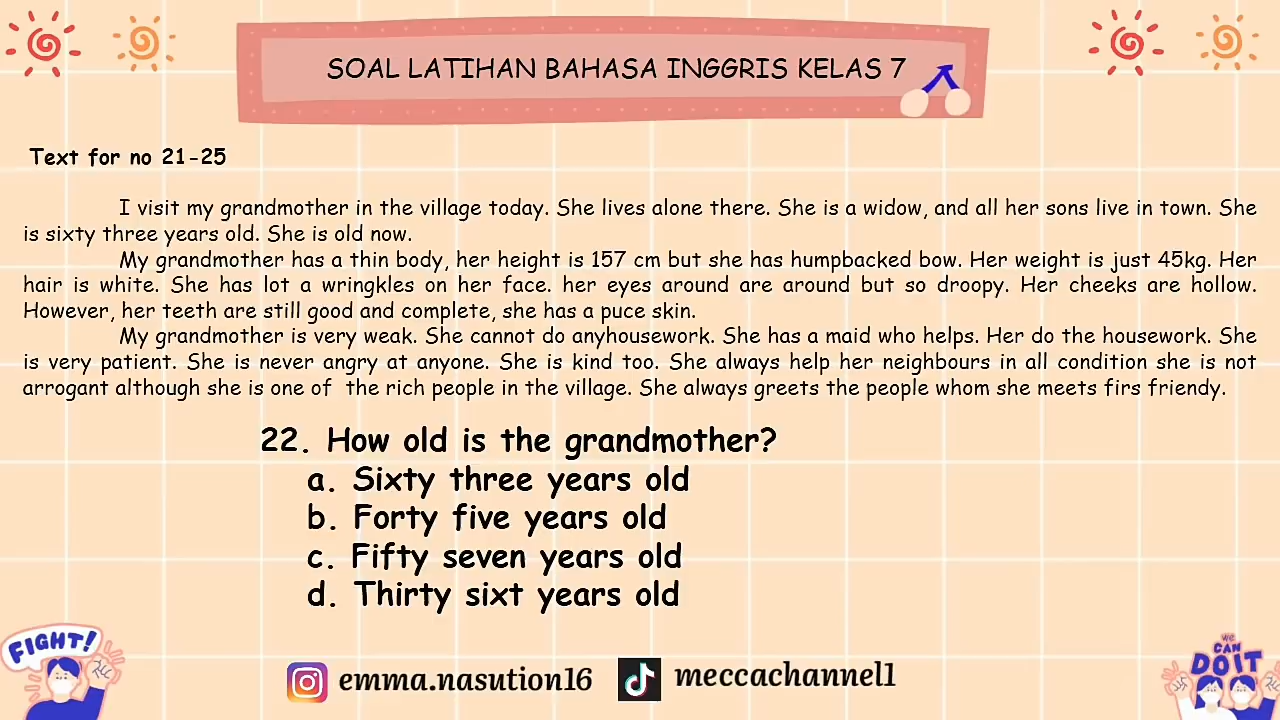 SOAL LATIHAN BAHASA INGGRIS KELAS 7
Text for no 21-25
I visit my grandmother in the village today. She lives alone there. She is a widow, and all her sons live in town. She
is sixty three years old. She is old now.
My grandmother has a thin body, her height is 157 cm but she has humpbacked bow. Her weight is just 45kg. Her
hair is white. She has lot a wringkles on her face. her eyes around are around but so droopy. Her cheeks are hollow.
However, her teeth are still good and complete, she has a puce skin.
My grandmother is very weak. She cannot do anyhousework. She has a maid who helps. Her do the housework. She
is very patient. She is never angry at anyone. She is kind too. She always help her neighbours in all condition she is not
arrogant although she is one of the rich people in the village. She always greets the people whom she meets firs friendy.
22. How old is the grandmother?
a. Sixty three years old
b. Forty five years old
c. Fifty seven years old
d. Thirty sixt years old
FIGHT!
WE
CAN
DO IT
emma.nasution16
meccachannel1